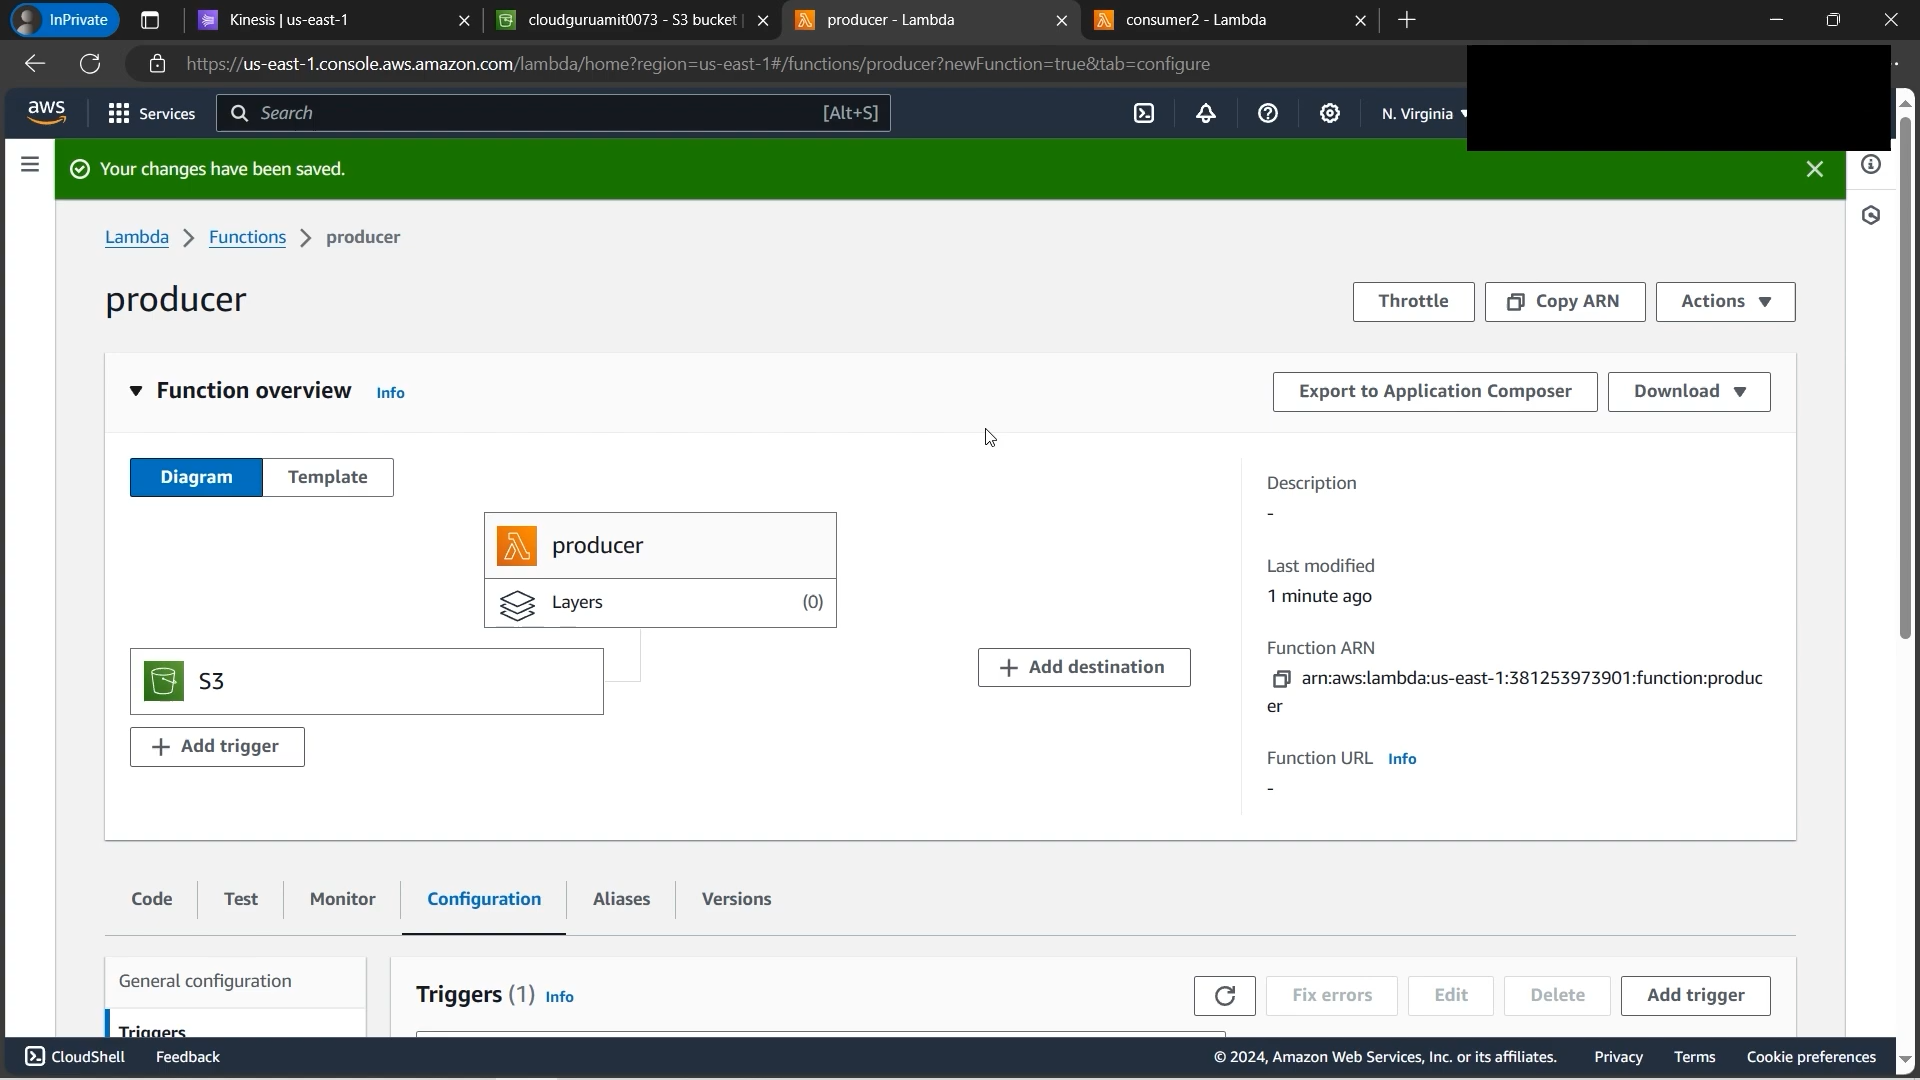 InPrivate
Kinesis | us-east-1
cloudguruamit0073 - S3 bucket
producer - Lambda
consumer2 - Lambda
https://us-east-1.console.aws.amazon.com/lambda/home?region=us-east-1#/functions/producer?newFunction=true&tab=configure
aws
Services
Search
[Alt+S]
N. Virginia
Your changes have been saved.
Lambda
Functions
producer
producer
Throttle
Copy ARN
Actions
Function overview
Info
Export to Application Composer
Download
Diagram
Template
producer
Layers
(0)
S3
Add trigger
Add destination
Description
-
Last modified
1 minute ago
Function ARN
arn:aws:lambda:us-east-1:381253973901:function:produc
er
Function URL
Info
-
Code
Test
Monitor
Configuration
Aliases
Versions
General configuration
Triggers
Triggers (1)
Info
Fix errors
Edit
Delete
Add trigger
CloudShell
Feedback
© 2024, Amazon Web Services, Inc. or its affiliates.
Privacy
Terms
Cookie preferences